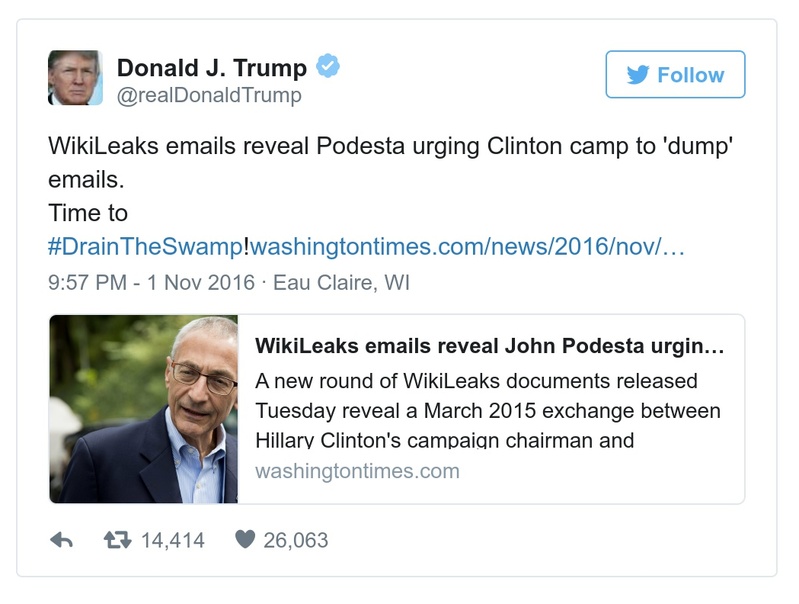 Donald J. Trump
@realDonaldTrump
Follow
WikiLeaks emails reveal Podesta urging Clinton camp to 'dump'
emails.
Time to
#DrainTheSwamp!washingtontimes.com/news/2016/nov/…
9:57 PM - 1 Nov 2016 · Eau Claire, WI
WikiLeaks emails reveal John Podesta urgin…
A new round of WikiLeaks documents released
Tuesday reveal a March 2015 exchange between
Hillary Clinton's campaign chairman and
washingtontimes.com
14,414 26,063